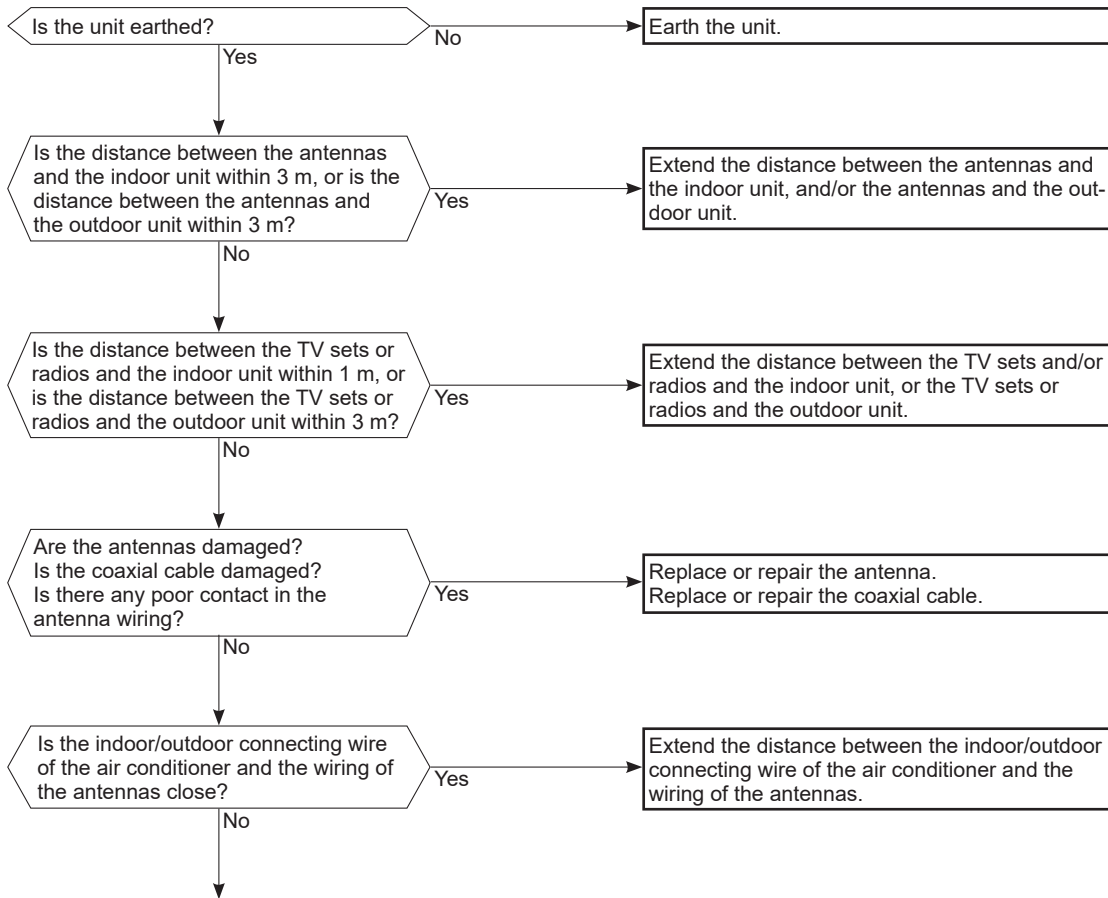 Is the unit earthed?
No
Earth the unit.
Yes
Is the distance between the antennas
and the indoor unit within 3 m, or is the
distance between the antennas and
the outdoor unit within 3 m?
Yes
Extend the distance between the antennas and
the indoor unit, and/or the antennas and the out-
door unit.
No
Is the distance between the TV sets or
radios and the indoor unit within 1 m, or
is the distance between the TV sets or
radios and the outdoor unit within 3 m?
Yes
Extend the distance between the TV sets and/or
radios and the indoor unit, or the TV sets or
radios and the outdoor unit.
No
Are the antennas damaged?
Is the coaxial cable damaged?
Is there any poor contact in the
antenna wiring?
Yes
Replace or repair the antenna.
Replace or repair the coaxial cable.
No
Is the indoor/outdoor connecting wire
of the air conditioner and the wiring of
the antennas close?
Yes
Extend the distance between the indoor/outdoor
connecting wire of the air conditioner and the
wiring of the antennas.
No